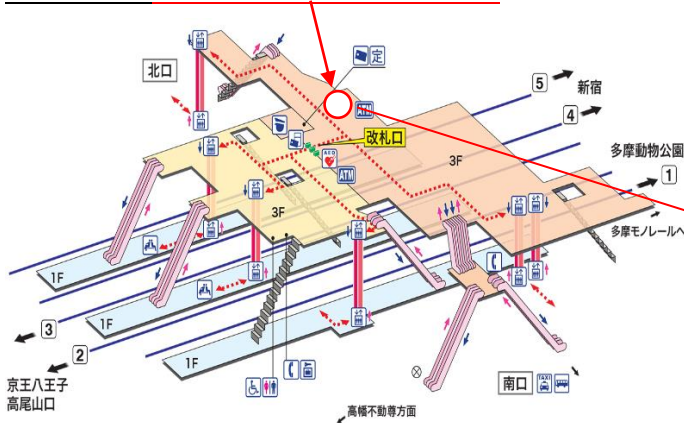 北口
定
ATM
改札口
AED
ATM
3F
3F
5
新宿
4
多摩動物公園
1
多摩モノレールへ
1F
1F
1F
3
2
京王八王子
高尾山口
南口
TAXI
高幡不動尊方面